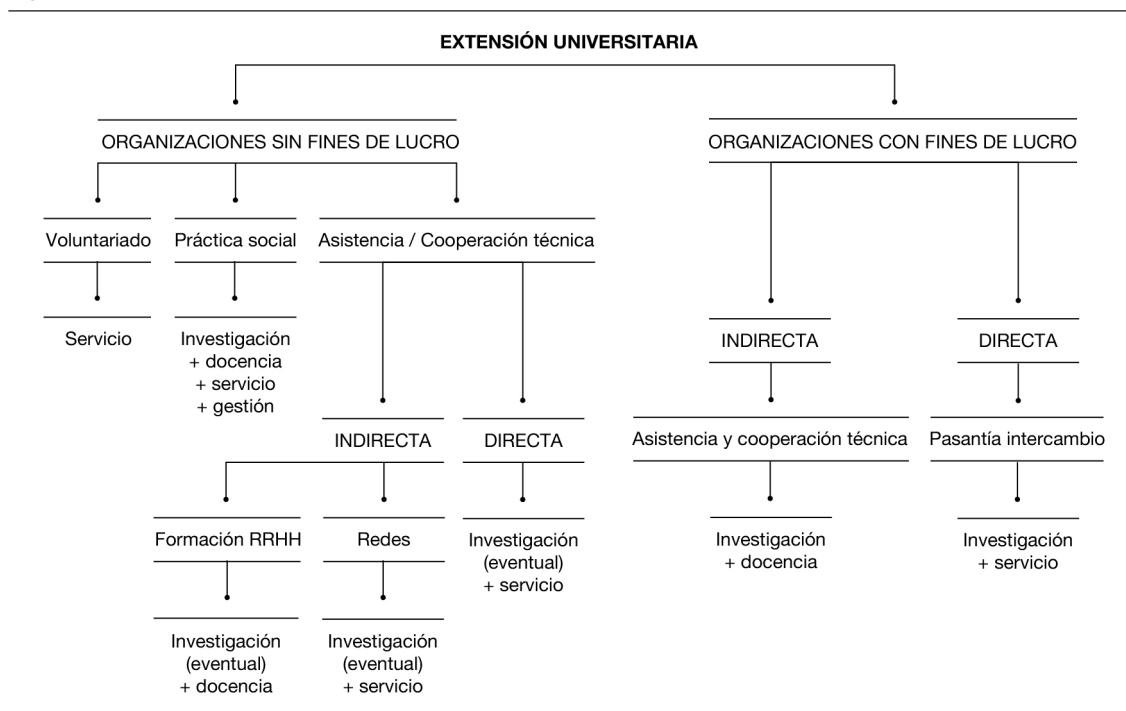 EXTENSIÓN UNIVERSITARIA
ORGANIZACIONES SIN FINES DE LUCRO
ORGANIZACIONES CON FINES DE LUCRO
Voluntariado
Práctica social
Asistencia / Cooperación técnica
Servicio
Investigación
+ docencia
+ servicio
+ gestión
INDIRECTA
DIRECTA
INDIRECTA
DIRECTA
Asistencia y cooperación técnica
Pasantía intercambio
Formación RRHH
Redes
Investigación
(eventual)
+ servicio
Investigación
+ docencia
Investigación
+ servicio
Investigación
(eventual)
+ docencia
Investigación
(eventual)
+ servicio